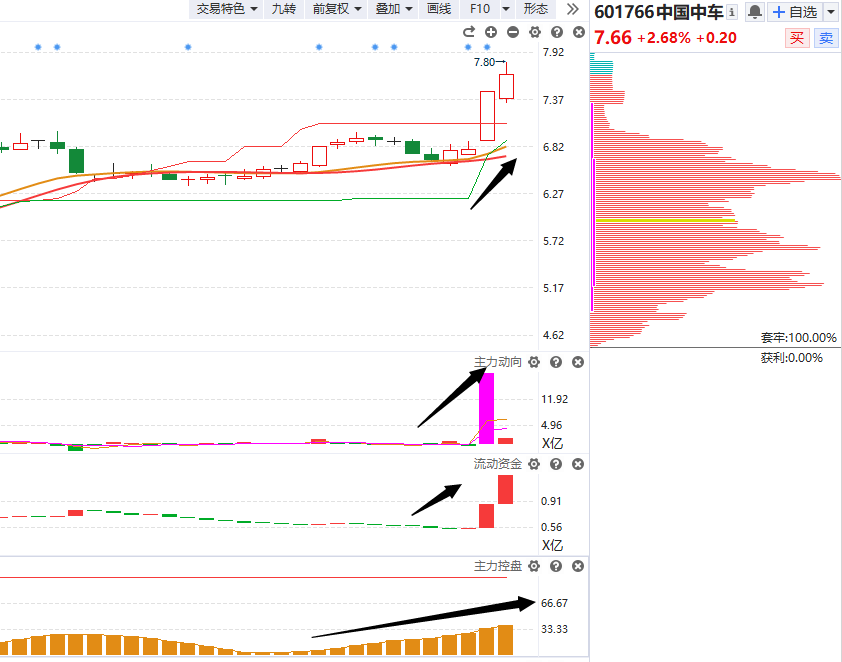 交易特色 九转 前复权 叠加 画线 F10 形态
601766中国中车
自选
7.66 +2.68% +0.20
买 卖
7.92
7.80
7.37
6.82
6.27
5.72
5.17
4.62
套牢:100.00%
获利:0.00%
主力动向
11.92
4.96
X亿
流动资金
0.91
0.56
X亿
主力控盘
66.67
33.33